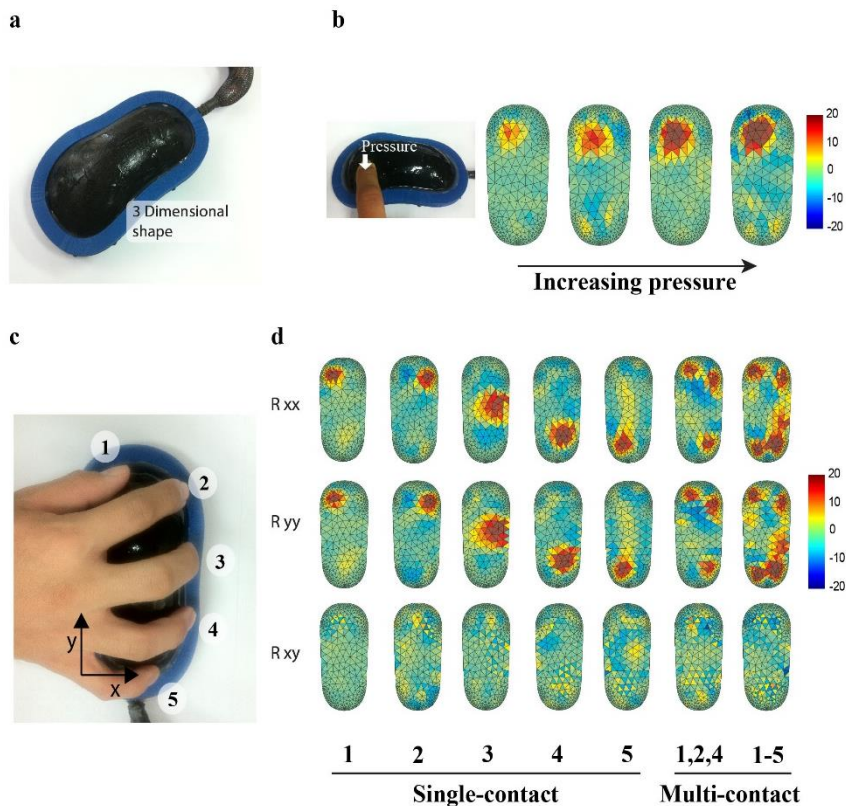 a
b
3 Dimensional
shape
Pressure
20
10
0
-10
-20
Increasing pressure
c
d
1
2
3
4
5
y
x
R xx
R yy
R xy
20
10
0
-10
-20
1 2 3 4 5 1,2,4 1-5
Single-contact Multi-contact